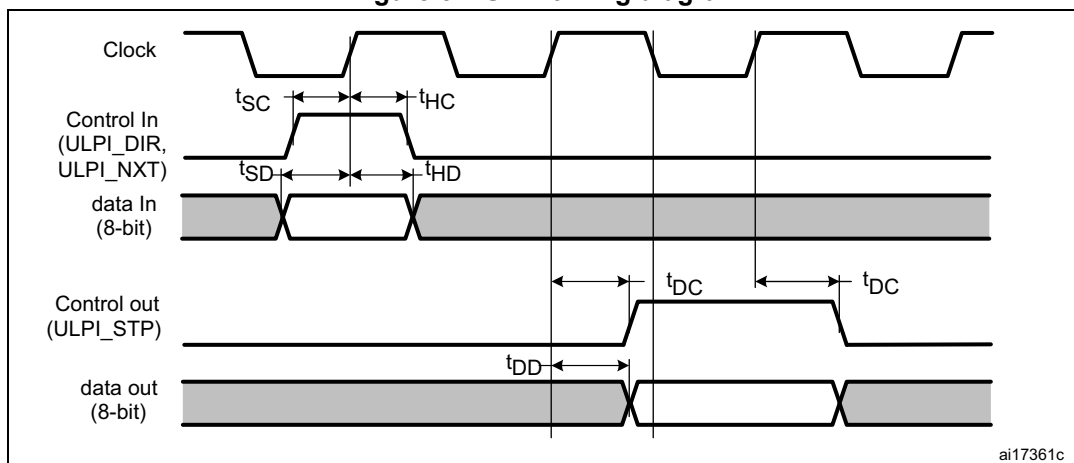 Clock
tSC
tHC
Control In
(ULPI_DIR,
ULPI_NXT)
tSD
tHD
data In
(8-bit)
tDC
tDC
Control out
(ULPI_STP)
tDD
data out
(8-bit)
ai17361c